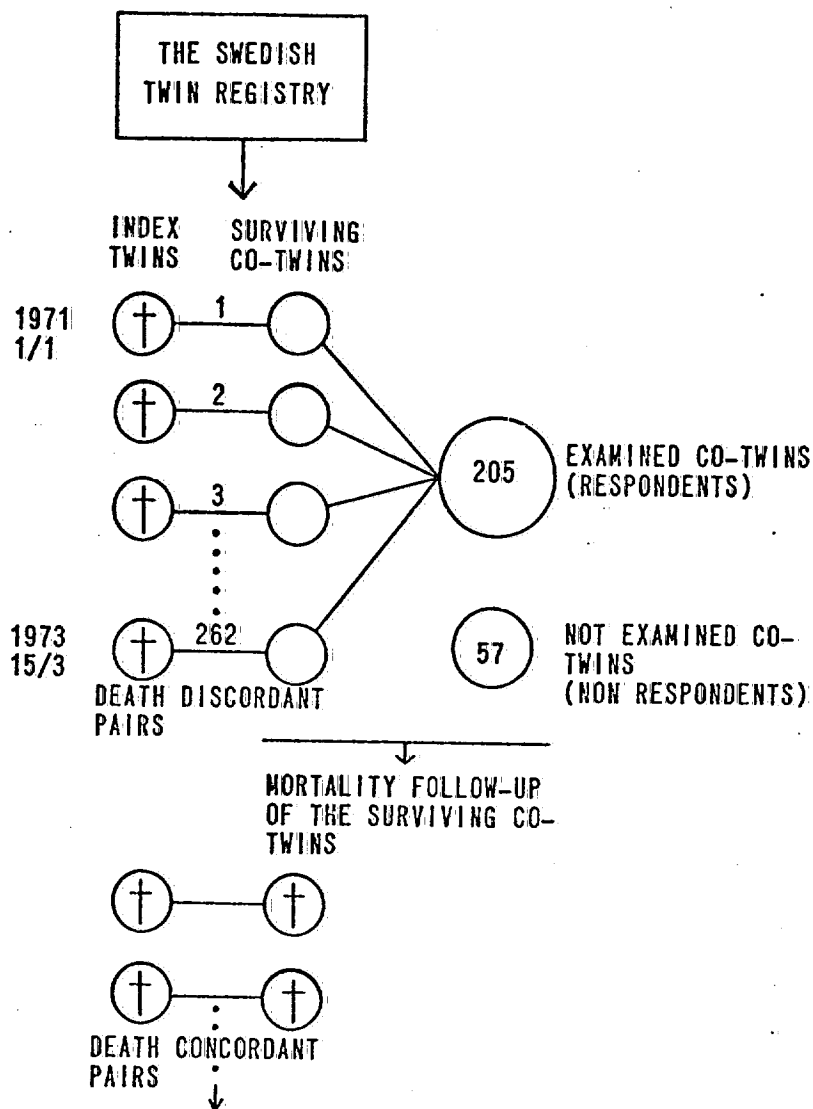 THE SWEDISH
TWIN REGISTRY
INDEX
TWINS
SURVIVING
CO-TWINS
1971
1/1
1
2
3
205
EXAMINED CO-TWINS
(RESPONDENTS)
1973
15/3
262
57
NOT EXAMINED CO-
TWINS
(NON RESPONDENTS)
DEATH DISCORDANT
PAIRS
MORTALITY FOLLOW-UP
OF THE SURVIVING CO-
TWINS
DEATH CONCORDANT
PAIRS